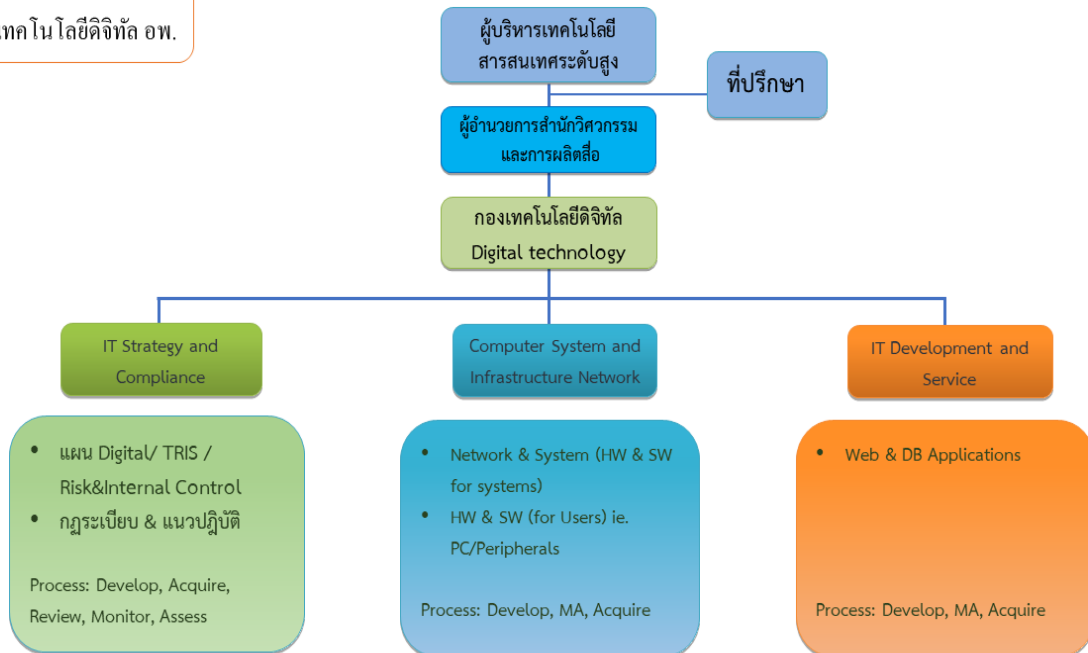 เทคโนโลยีดิจิทัล อพ.
ผู้บริหารเทคโนโลยี
สารสนเทศระดับสูง
ที่ปรึกษา
ผู้อำนวยการสำนักวิศวกรรม
และการผลิตสื่อ
กองเทคโนโลยีดิจิทัล
Digital technology
IT Strategy and
Compliance
• แผน Digital/ TRIS /
Risk&Internal Control
• กฏระเบียบ & แนวปฎิบัติ
Process: Develop, Acquire,
Review, Monitor, Assess
Computer System and
Infrastructure Network
• Network & System (HW & SW
for systems)
• HW & SW (for Users) ie.
PC/Peripherals
Process: Develop, MA, Acquire
IT Development and
Service
• Web & DB Applications
Process: Develop, MA, Acquire